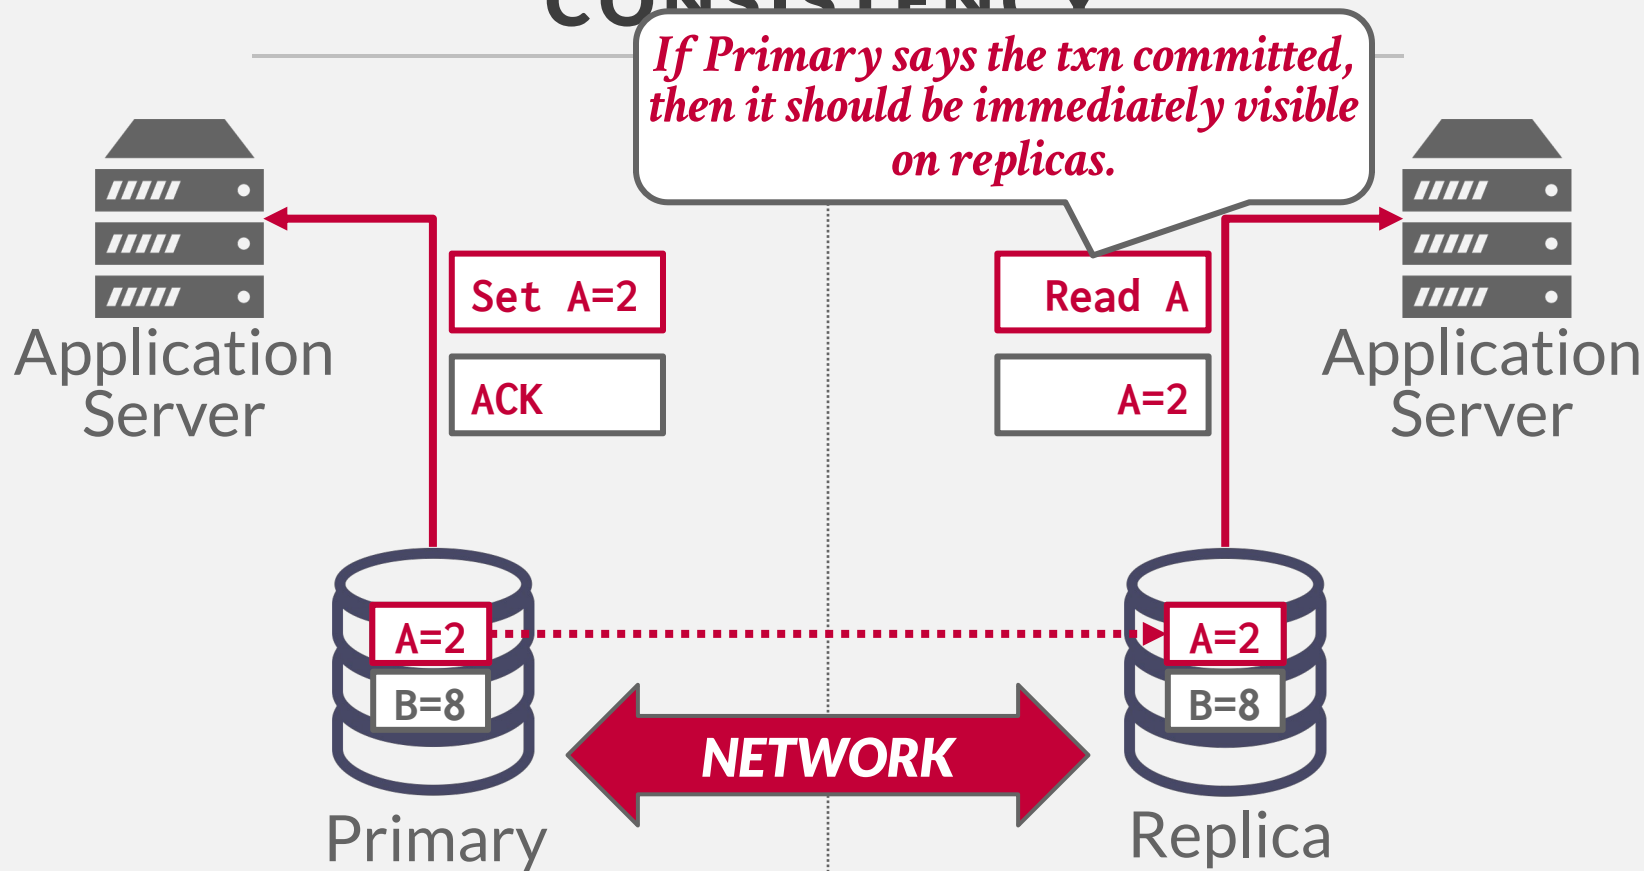 CONSISTENCY
If Primary says the txn committed,
then it should be immediately visible
on replicas.
Set A=2
ACK
Read A
A=2
Application
Server
Application
Server
A=2
B=8
A=2
B=8
NETWORK
Primary
Replica